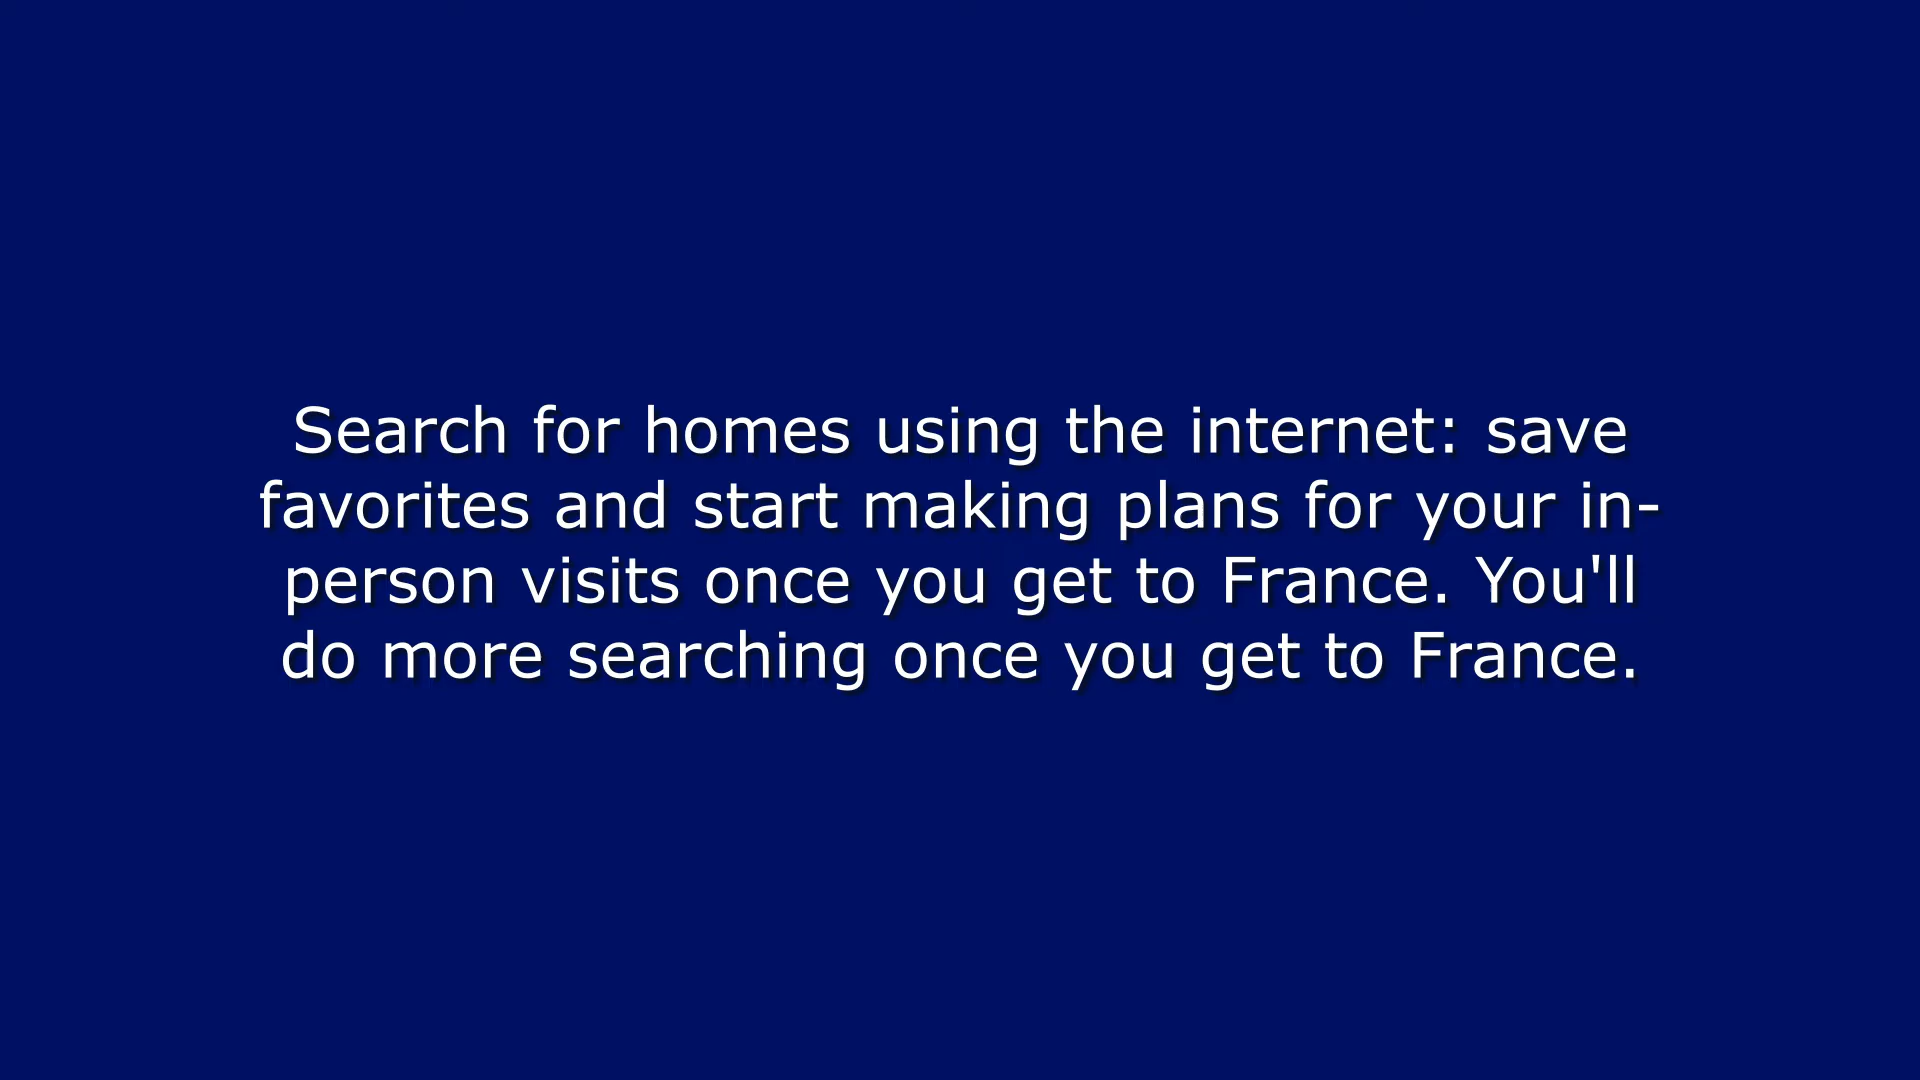 Search for homes using the internet: save
favorites and start making plans for your in-
person visits once you get to France. You'll
do more searching once you get to France.